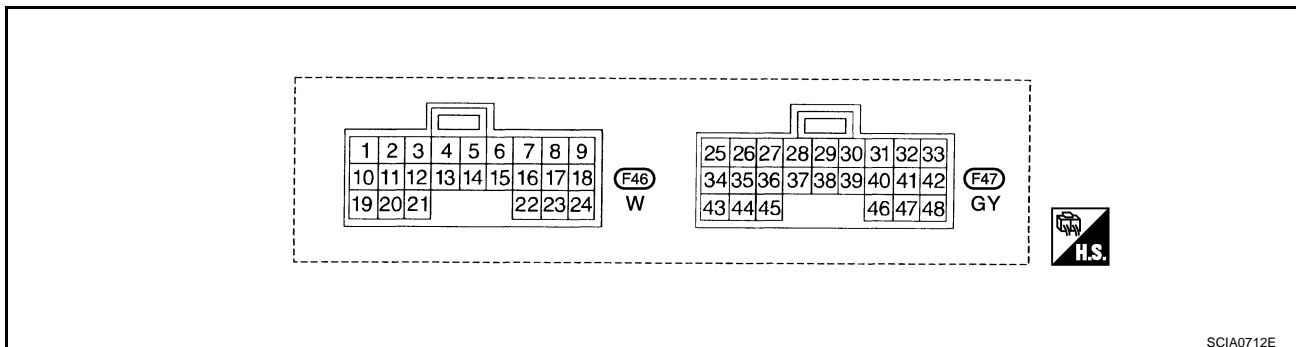 1 2 3 4 5 6 7 8 9
10 11 12 13 14 15 16 17 18
19 20 21 22 23 24
F46
W
25 26 27 28 29 30 31 32 33
34 35 36 37 38 39 40 41 42
43 44 45 46 47 48
F47
GY
H.S.
SCIA0712E